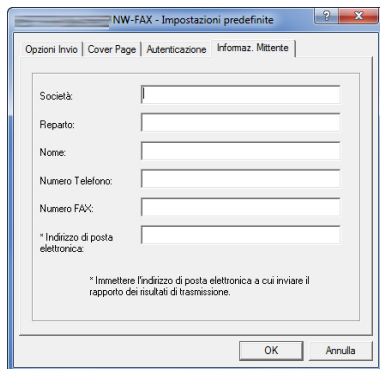 NW-FAX - Impostazioni predefinite
Opzioni Invio Cover Page Autenticazione Informaz. Mittente
Società:
Reparto:
Nome:
Numero Telefono:
Numero FAX:
* Indirizzo di posta
elettronica:
* Immettere l'indirizzo di posta elettronica a cui inviare il
rapporto dei risultati di trasmissione.
OK Annulla